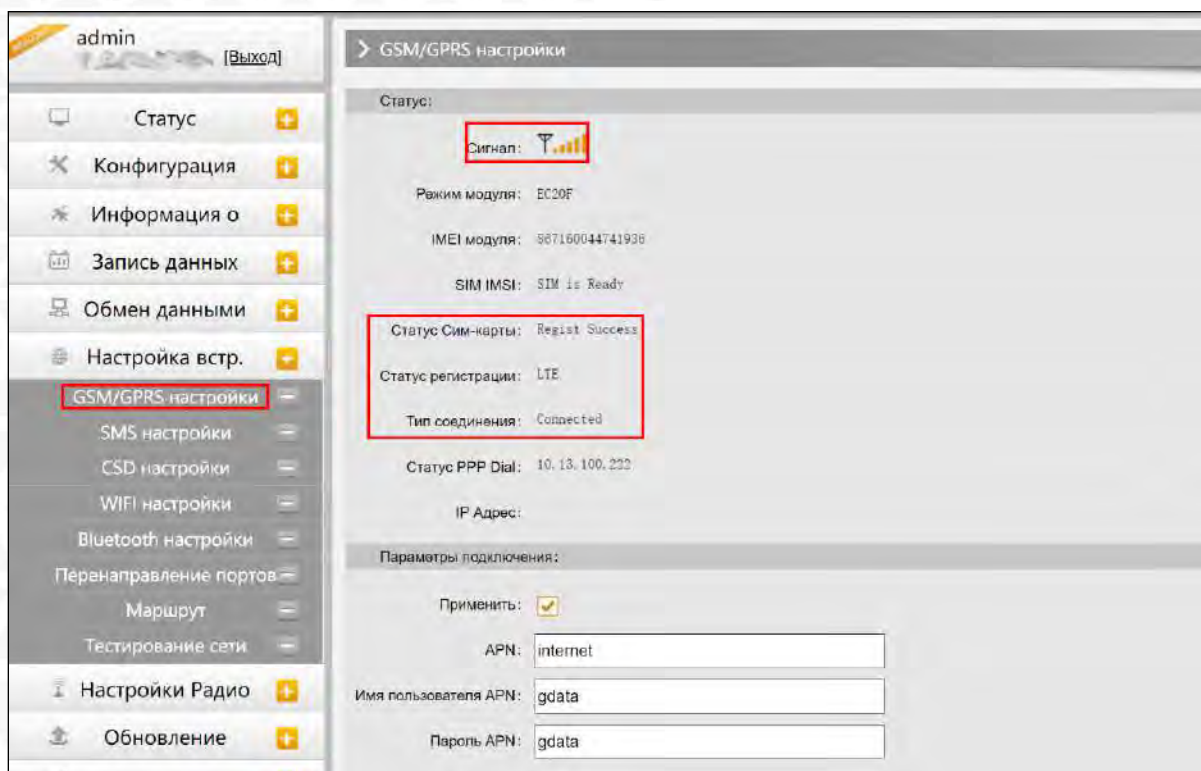 admin
[Выход]
Статус
Конфигурация
Информация о
Запись данных
Обмен данными
Настройка встр.
GSM/GPRS настройки
SMS настройки
CSD настройки
WIFI настройки
Bluetooth настройки
Перенаправление портов
Маршрут
Тестирование сети
Настройки Радио
Обновление
GSM/GPRS настройки
Статус:
Сигнал:
Режим модуля: EC20F
IMEI модуля: 867160044741936
SIM IMSI: SIM is Ready
Статус Сим-карты: Regist Success
Статус регистрации: LTE
Тип соединения: Connected
Статус PPP Dial: 10.13.100.222
IP Адрес:
Параметры подключения:
Применить:
APN: internet
Имя пользователя APN: gdata
Пароль APN: gdata